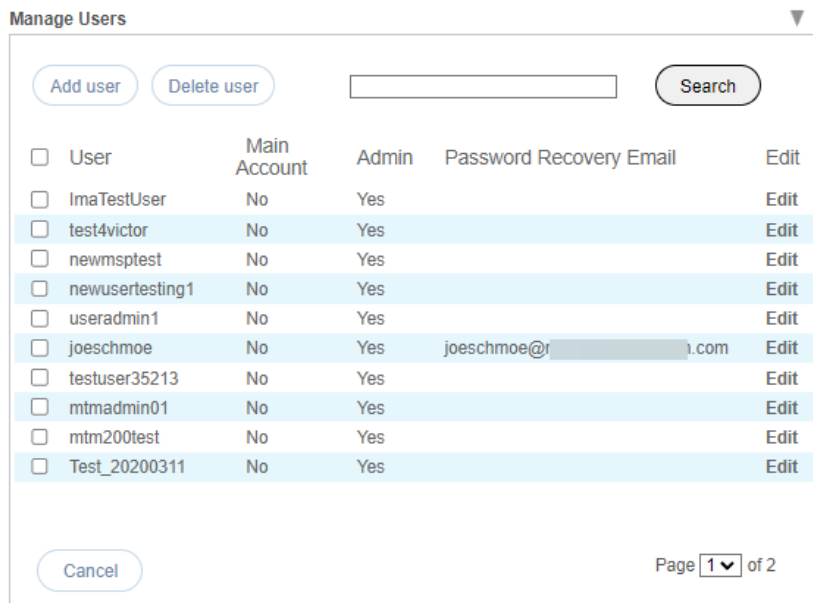 Manage Users
Add user Delete user Search
User Main Account Admin Password Recovery Email Edit
ImaTestUser No Yes Edit
test4victor No Yes Edit
newmsptest No Yes Edit
newusertesting1 No Yes Edit
useradmin1 No Yes Edit
joeschmoe No Yes joeschmoe@ .com Edit
testuser35213 No Yes Edit
mtmadmin01 No Yes Edit
mtm200test No Yes Edit
Test_20200311 No Yes Edit
Cancel Page 1 of 2